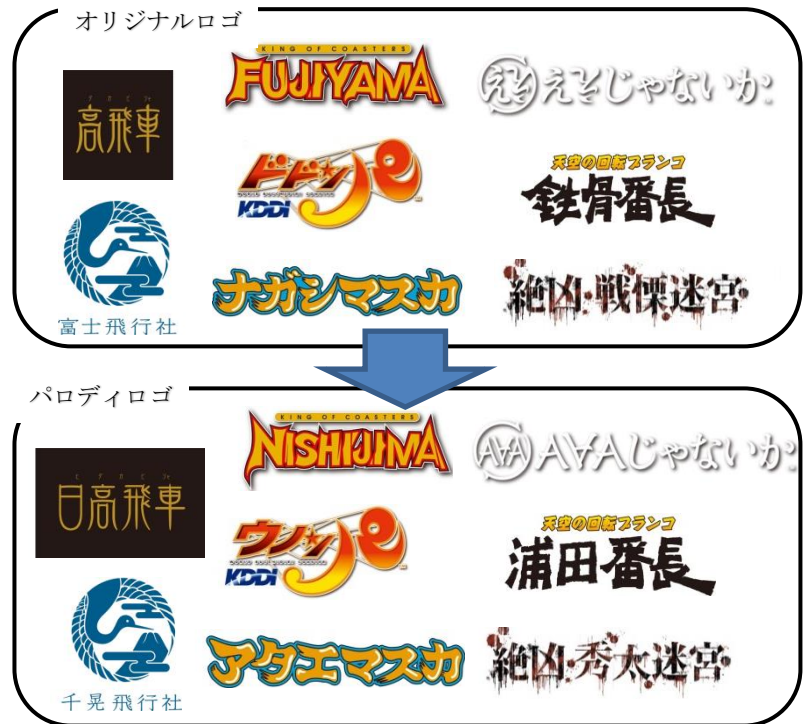 オリジナルロゴ
高飛車
KING OF COASTERS
FUJIYAMA
ええ ええじゃないか
ドドンパ
KDDI
天空の回転ブランコ
鉄骨番長
富士飛行社
ナガシマスカ
絶凶・戦慄迷宮
パロディロゴ
日高飛車
KING OF COASTERS
NISHIJIMA
AAA AAAじゃないか
ウノッパ
KDDI
天空の回転ブランコ
浦田番長
千晃飛行社
アタエマスカ
絶凶・秀太迷宮